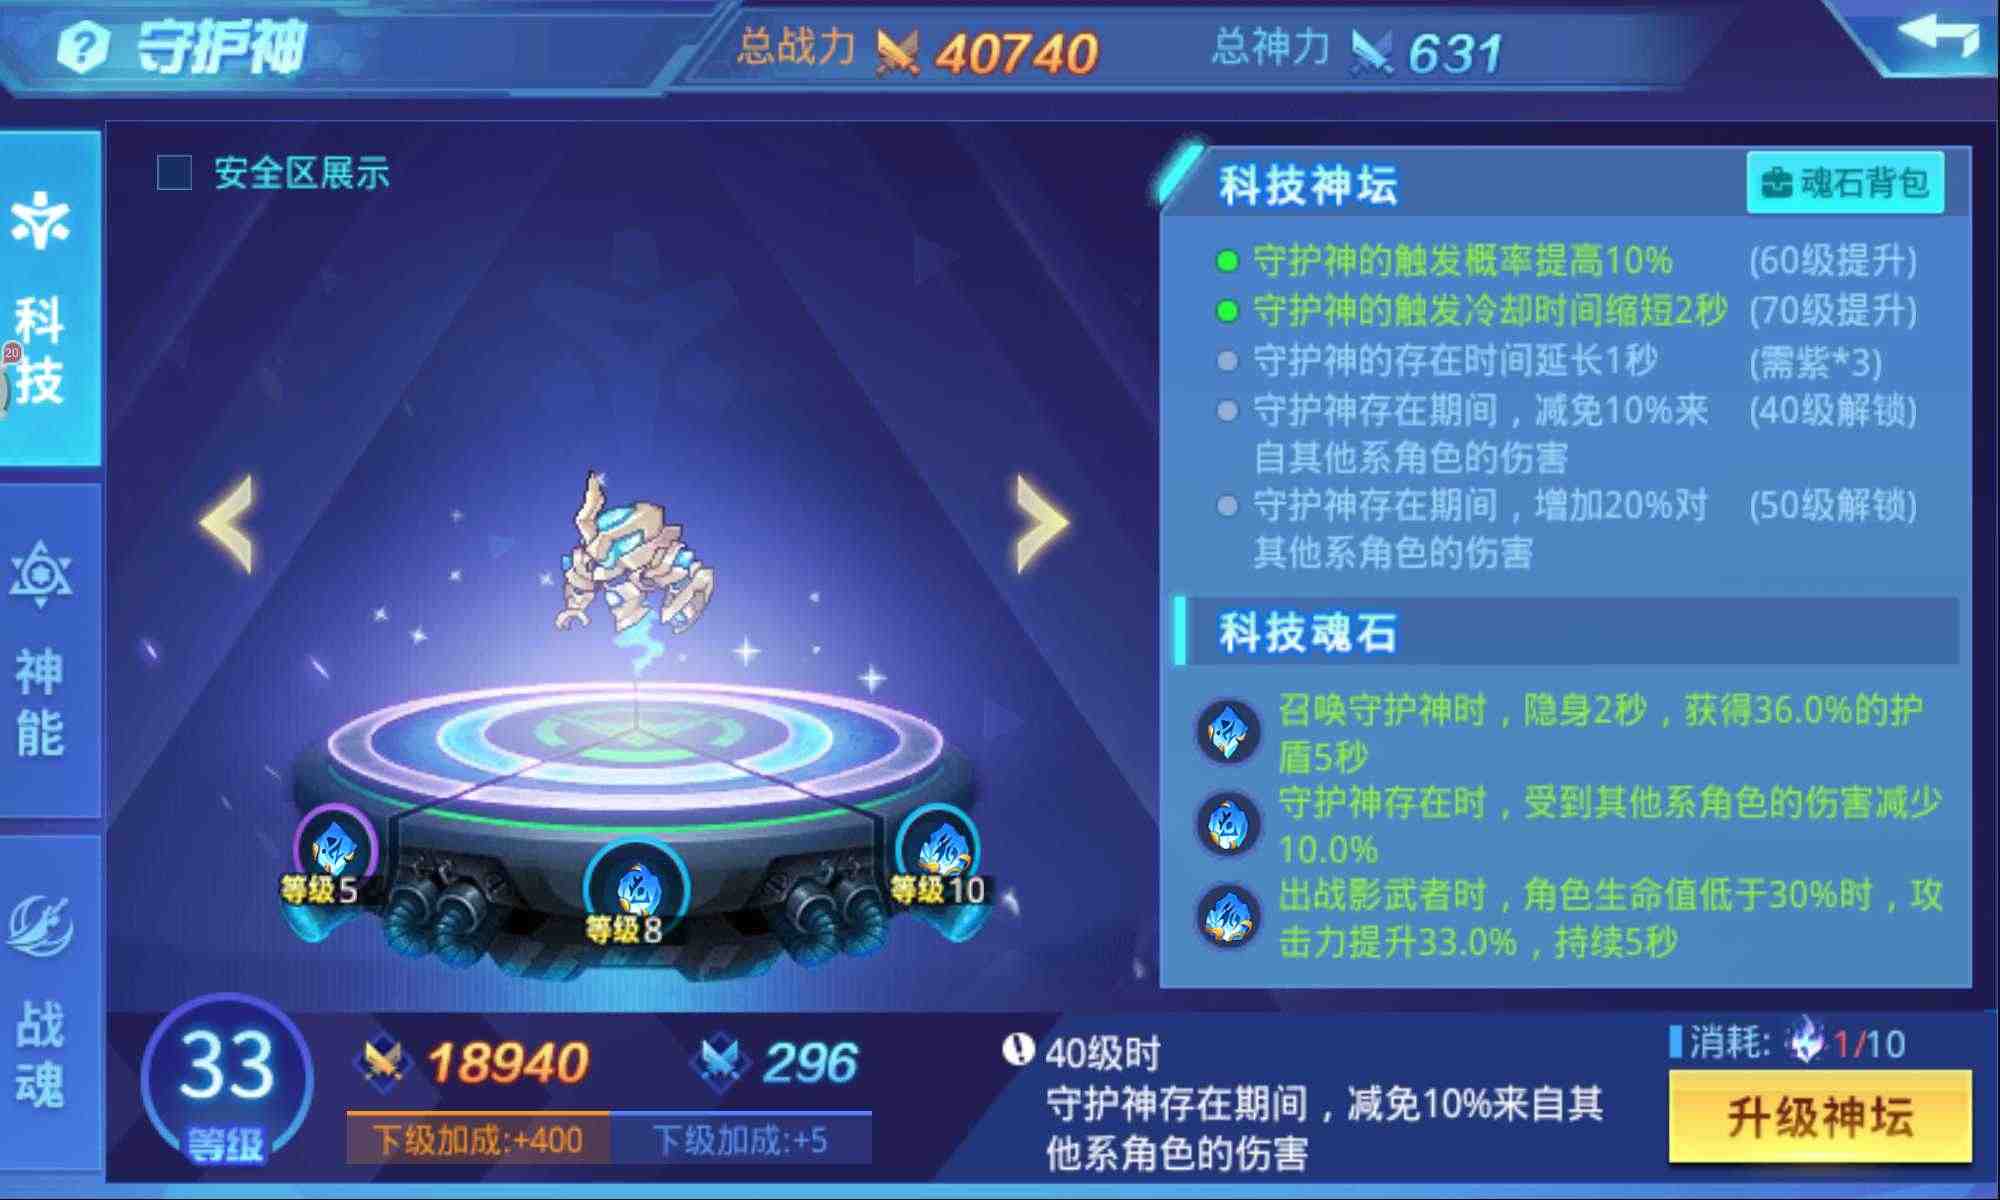 守护神
总战力 40740
总神力 631
安全区展示
科技
20
神能
战魂
科技神坛
魂石背包
守护神的触发概率提高10% (60级提升)
守护神的触发冷却时间缩短2秒 (70级提升)
守护神的存在时间延长1秒 (需紫*3)
守护神存在期间，减免10%来 (40级解锁)
自其他系角色的伤害
守护神存在期间，增加20%对 (50级解锁)
其他系角色的伤害
科技魂石
召唤守护神时，隐身2秒，获得36.0%的护
盾5秒
守护神存在时，受到其他系角色的伤害减少
10.0%
出战影武者时，角色生命值低于30%时，攻
击力提升33.0%，持续5秒
等级5
等级8
等级10
33
等级
18940
296
下级加成:+400
下级加成:+5
40级时
守护神存在期间，减免10%来自其
他系角色的伤害
消耗: 1/10
升级神坛